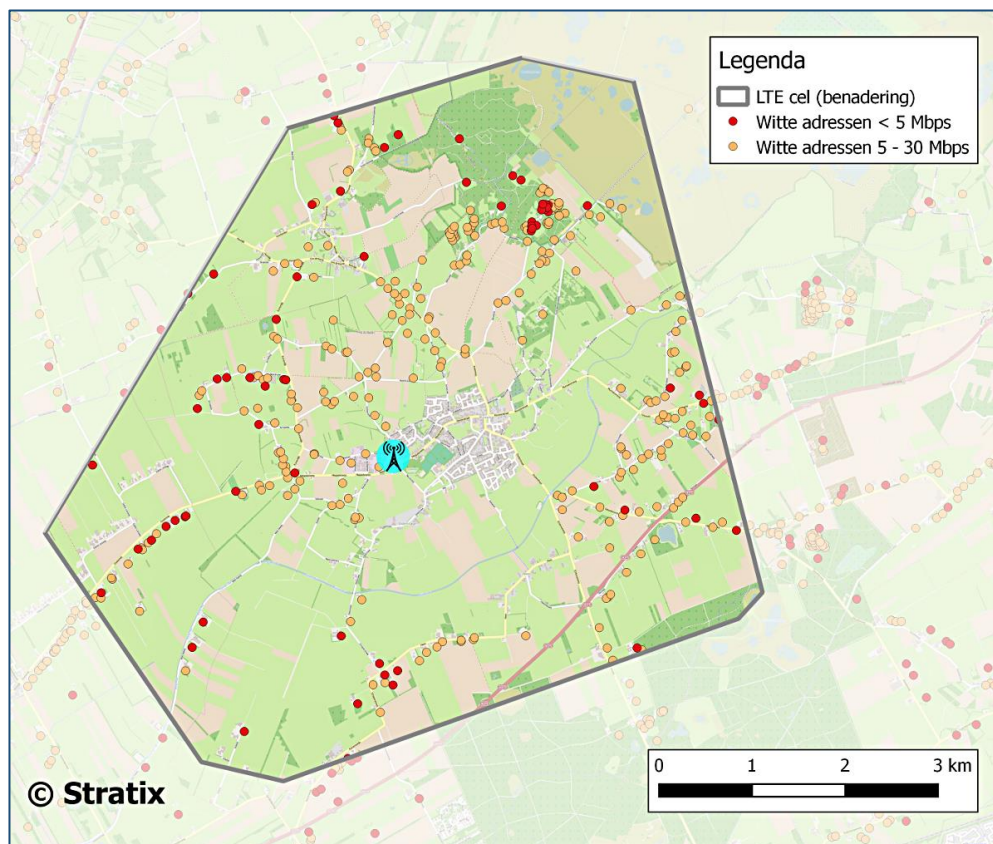 Legenda
LTE cel (benadering)
Witte adressen < 5 Mbps
Witte adressen 5 - 30 Mbps
0 1 2 3 km
© Stratix